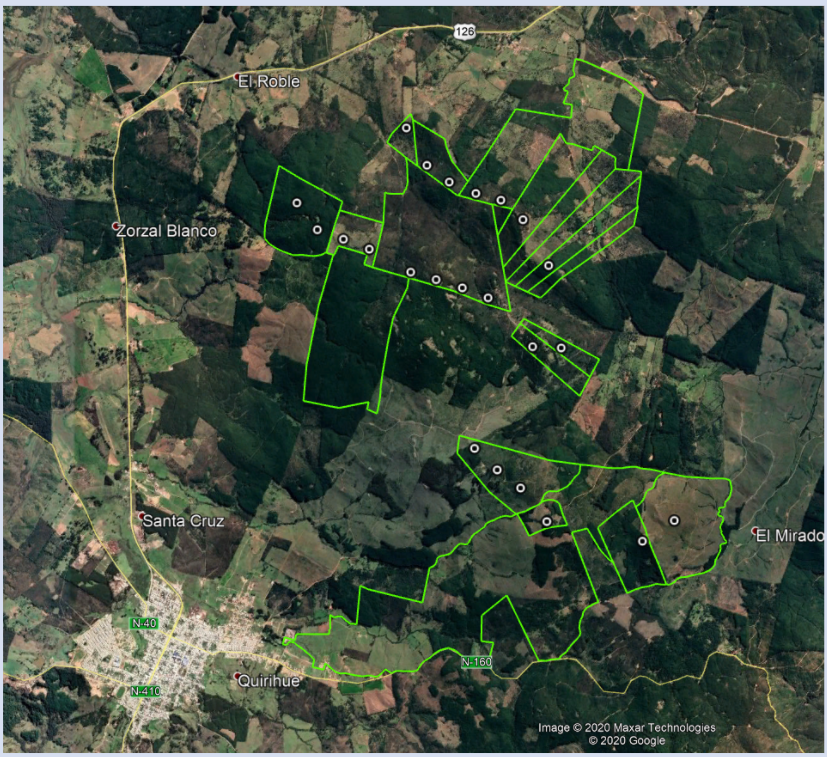 126
El Roble
Zorzal Blanco
Santa Cruz
El Mirado
N-40
N-160
Quirihue
N-410
Image © 2020 Maxar Technologies
© 2020 Google